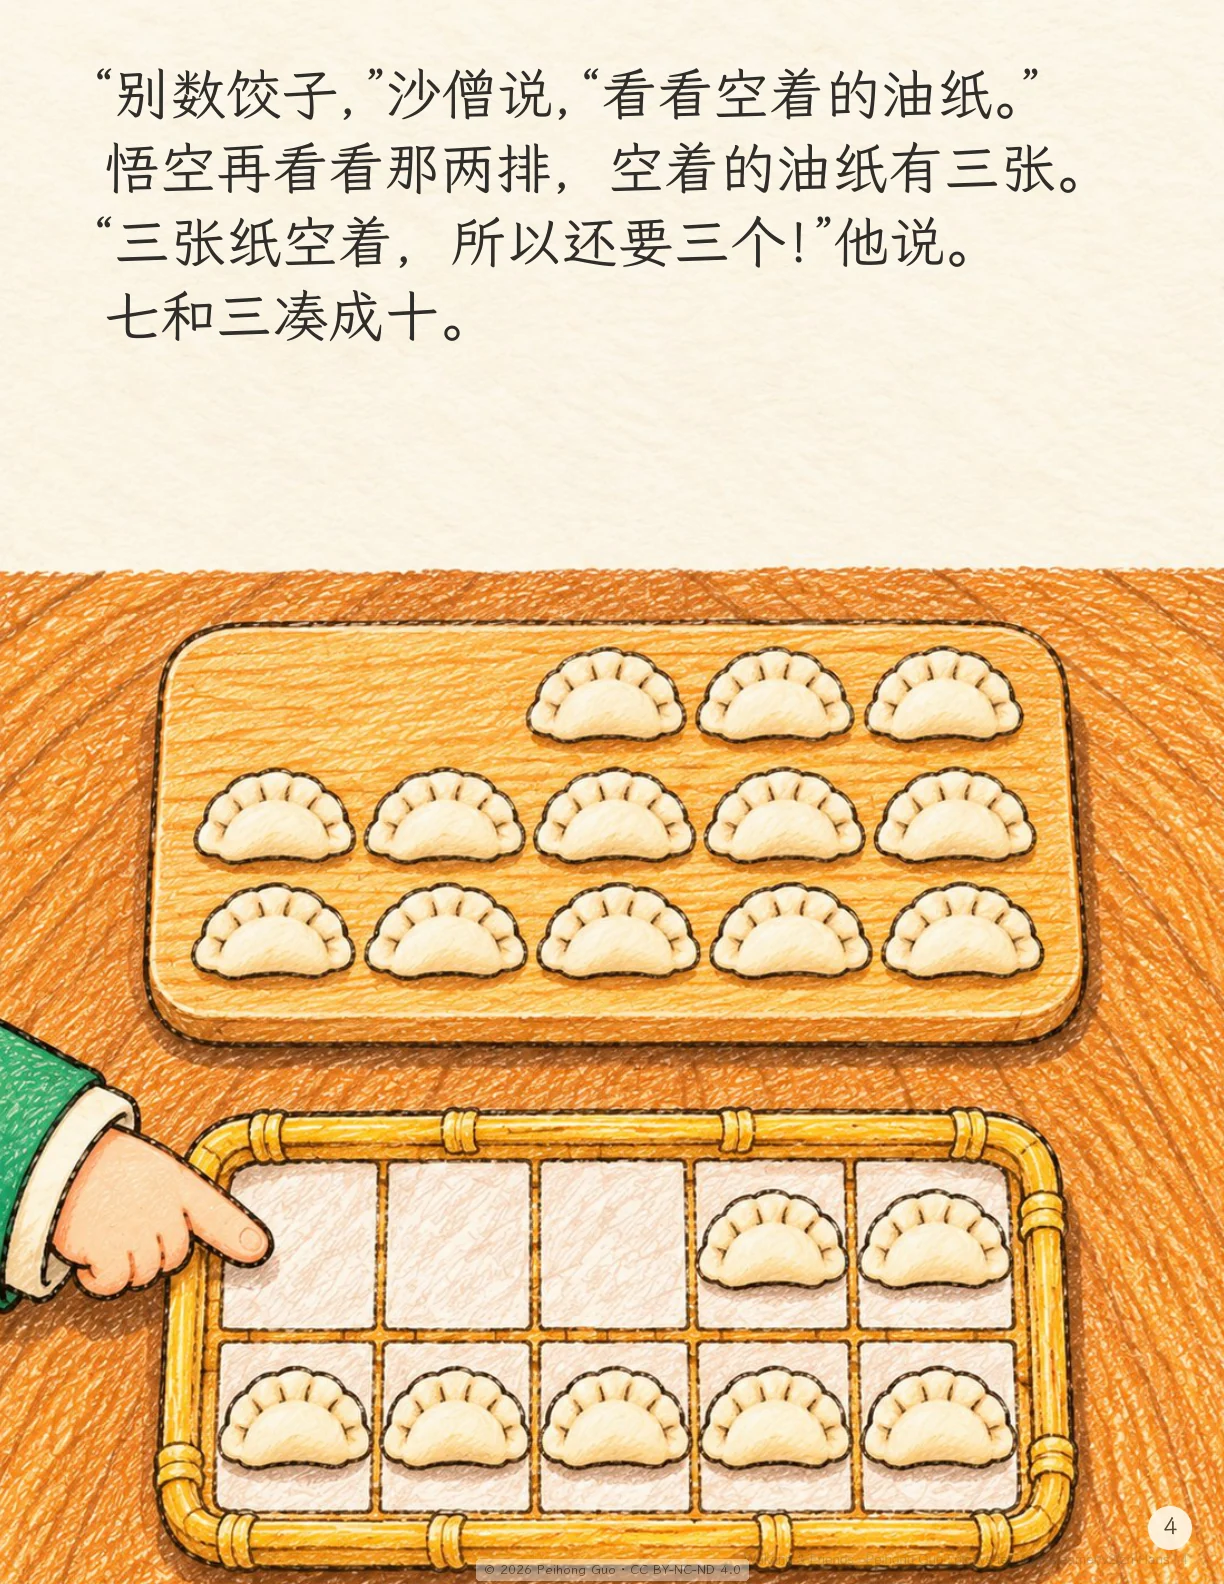 “别数饺子,”沙僧说,“看看空着的油纸。”
悟空再看看那两排，空着的油纸有三张。
“三张纸空着，所以还要三个!”他说。
七和三凑成十。
4
© 2026 Peihong Guo · CC BY-NC-ND 4.0